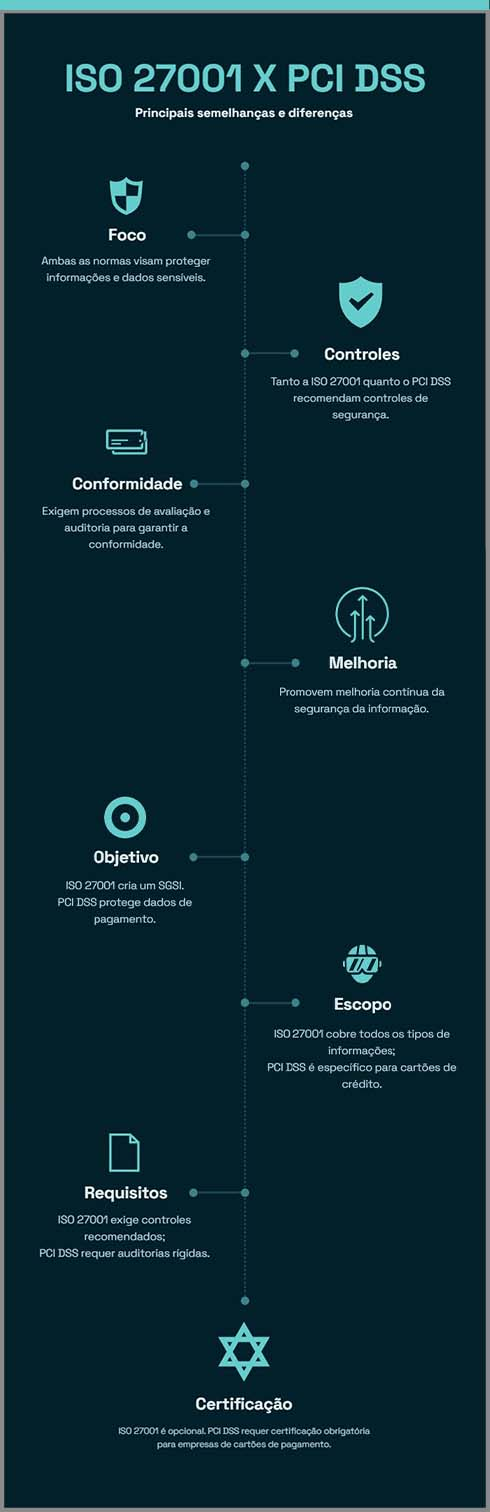 ISO 27001 X PCI DSS
Principais semelhanças e diferenças
Foco
Ambas as normas visam proteger
informações e dados sensíveis.
Controles
Tanto a ISO 27001 quanto o PCI DSS
recomendam controles de
segurança.
Conformidade
Exigem processos de avaliação e
auditoria para garantir a
conformidade.
Melhoria
Promovem melhoria contínua da
segurança da informação.
Objetivo
ISO 27001 cria um SGSI.
PCI DSS protege dados de
pagamento.
Escopo
ISO 27001 cobre todos os tipos de
informações;
PCI DSS é específico para cartões de
crédito.
Requisitos
ISO 27001 exige controles
recomendados;
PCI DSS requer auditorias rígidas.
Certificação
ISO 27001 é opcional. PCI DSS requer certificação obrigatória
para empresas de cartões de pagamento.